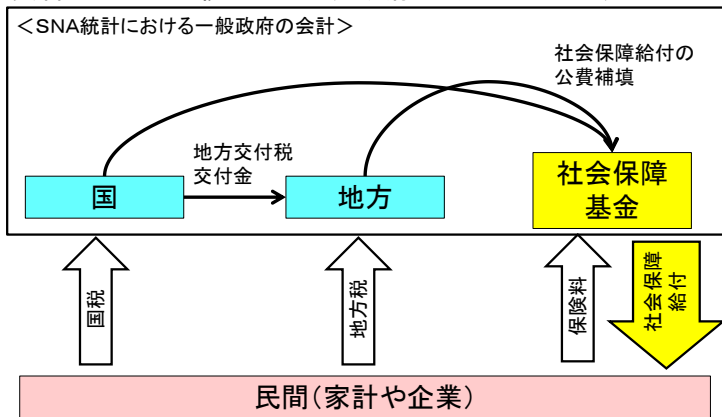 ＜SNA統計における一般政府の会計＞
社会保障給付の
公費補填
地方交付税
交付金
国
地方
社会保障
基金
国税
地方税
保険料
社会保障
給付
民間（家計や企業）